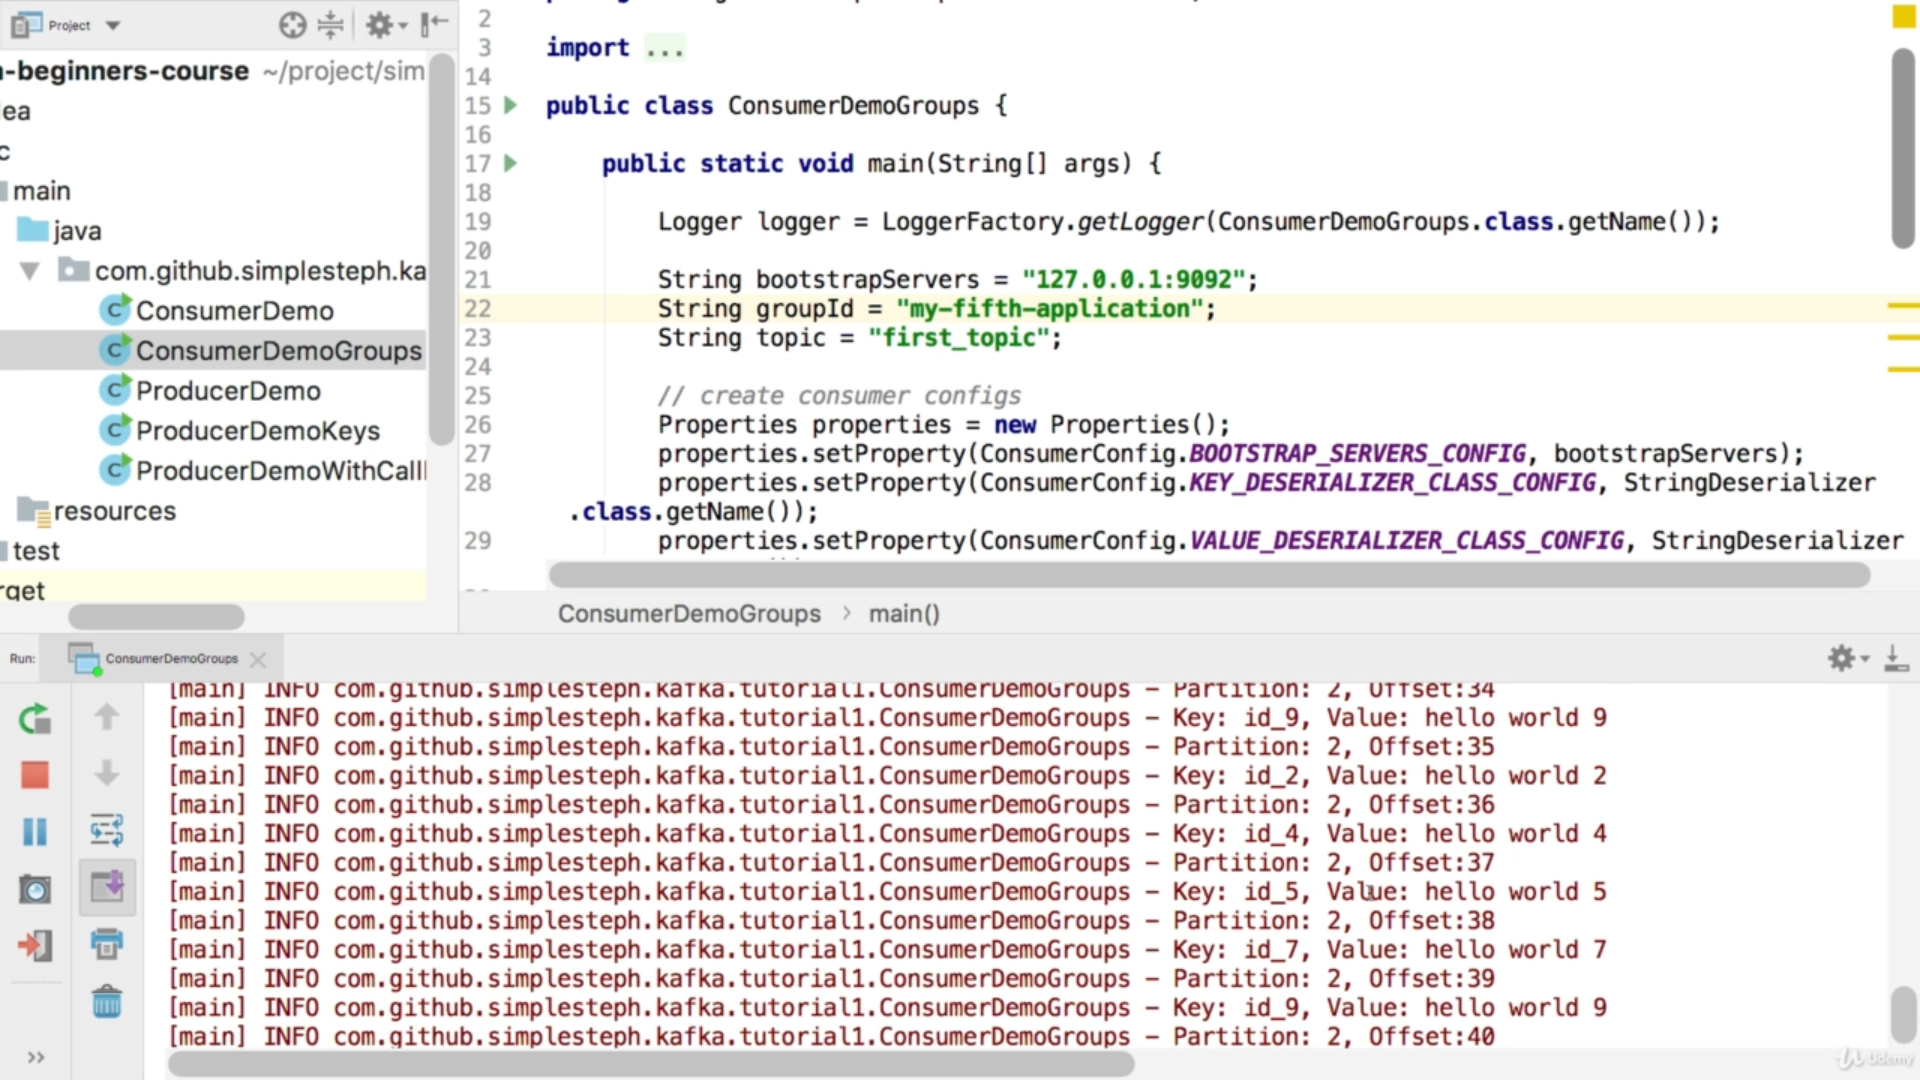 Project
-beginners-course ~/project/sim
ea
c
main
java
com.github.simplesteph.ka
ConsumerDemo
ConsumerDemoGroups
ProducerDemo
ProducerDemoKeys
ProducerDemoWithCall
resources
test
rget
2
3 import ...
14
15 public class ConsumerDemoGroups {
16
17 public static void main(String[] args) {
18
19 Logger logger = LoggerFactory.getLogger(ConsumerDemoGroups.class.getName());
20
21 String bootstrapServers = "127.0.0.1:9092";
22 String groupId = "my-fifth-application";
23 String topic = "first_topic";
24
25 // create consumer configs
26 Properties properties = new Properties();
27 properties.setProperty(ConsumerConfig.BOOTSTRAP_SERVERS_CONFIG, bootstrapServers);
28 properties.setProperty(ConsumerConfig.KEY_DESERIALIZER_CLASS_CONFIG, StringDeserializer
.class.getName());
29 properties.setProperty(ConsumerConfig.VALUE_DESERIALIZER_CLASS_CONFIG, StringDeserializer
ConsumerDemoGroups › main()
Run: ConsumerDemoGroups
[main] INFO com.github.simplesteph.kafka.tutorial1.ConsumerDemoGroups - Partition: 2, Offset:34
[main] INFO com.github.simplesteph.kafka.tutorial1.ConsumerDemoGroups - Key: id_9, Value: hello world 9
[main] INFO com.github.simplesteph.kafka.tutorial1.ConsumerDemoGroups - Partition: 2, Offset:35
[main] INFO com.github.simplesteph.kafka.tutorial1.ConsumerDemoGroups - Key: id_2, Value: hello world 2
[main] INFO com.github.simplesteph.kafka.tutorial1.ConsumerDemoGroups - Partition: 2, Offset:36
[main] INFO com.github.simplesteph.kafka.tutorial1.ConsumerDemoGroups - Key: id_4, Value: hello world 4
[main] INFO com.github.simplesteph.kafka.tutorial1.ConsumerDemoGroups - Partition: 2, Offset:37
[main] INFO com.github.simplesteph.kafka.tutorial1.ConsumerDemoGroups - Key: id_5, Value: hello world 5
[main] INFO com.github.simplesteph.kafka.tutorial1.ConsumerDemoGroups - Partition: 2, Offset:38
[main] INFO com.github.simplesteph.kafka.tutorial1.ConsumerDemoGroups - Key: id_7, Value: hello world 7
[main] INFO com.github.simplesteph.kafka.tutorial1.ConsumerDemoGroups - Partition: 2, Offset:39
[main] INFO com.github.simplesteph.kafka.tutorial1.ConsumerDemoGroups - Key: id_9, Value: hello world 9
[main] INFO com.github.simplesteph.kafka.tutorial1.ConsumerDemoGroups - Partition: 2, Offset:40
Udemy